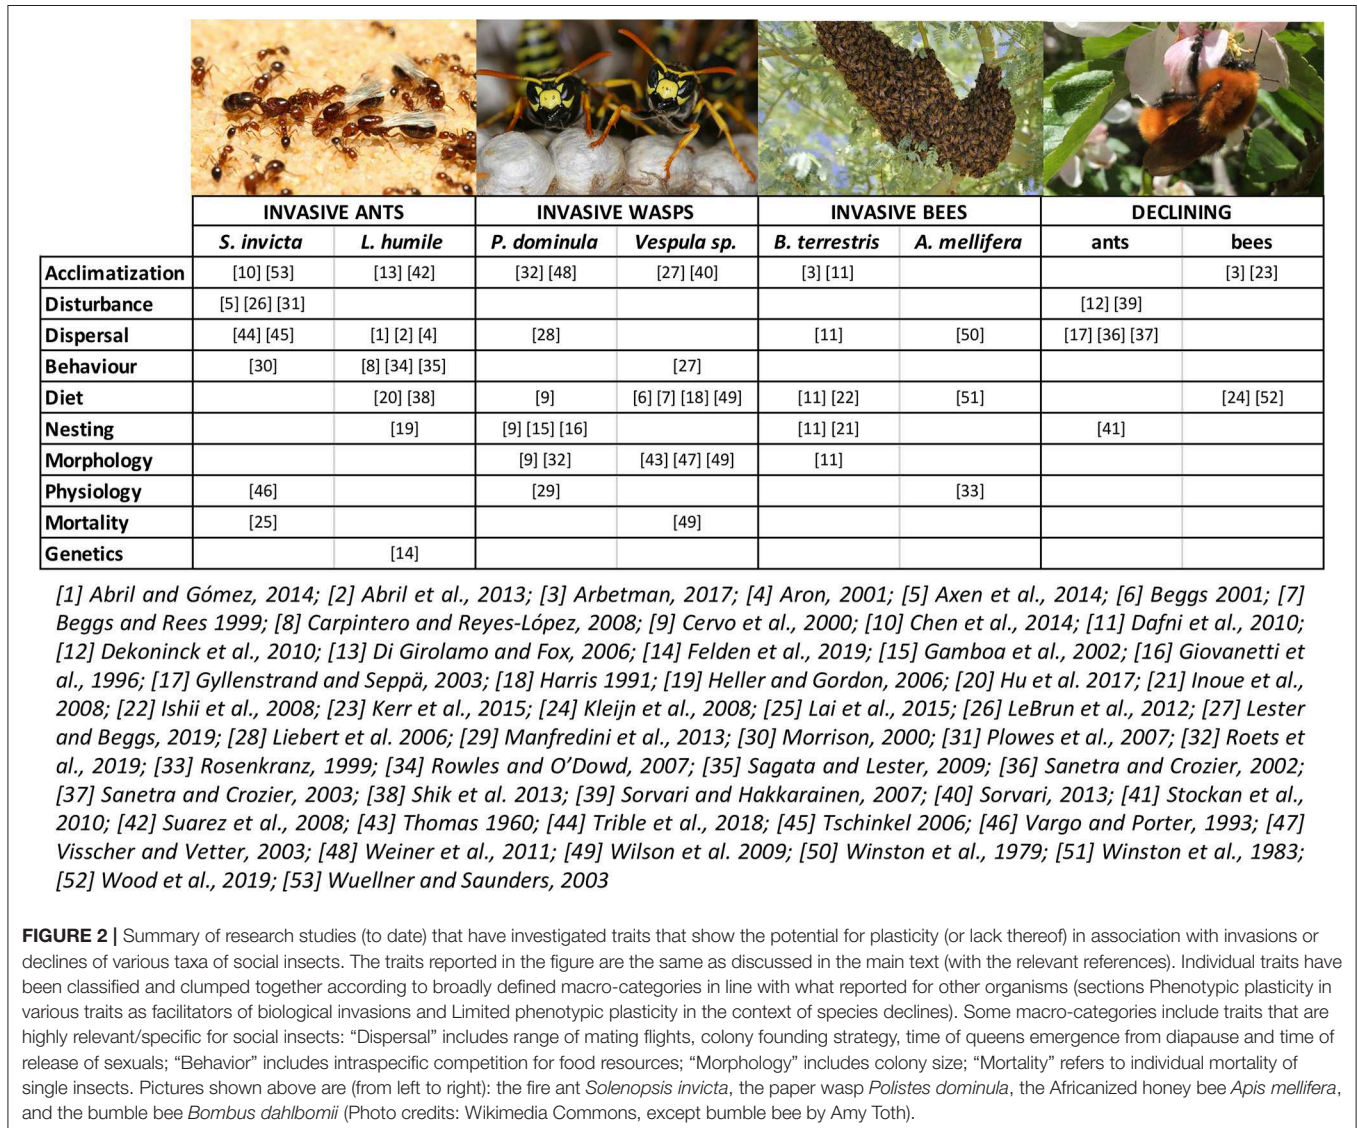 INVASIVE ANTS INVASIVE WASPS INVASIVE BEES DECLINING
S. invicta L. humile P. dominula Vespula sp. B. terrestris A. mellifera ants bees
Acclimatization [10] [53] [13] [42] [32] [48] [27] [40] [3] [11] [3] [23]
Disturbance [5] [26] [31] [12] [39]
Dispersal [44] [45] [1] [2] [4] [28] [11] [50] [17] [36] [37]
Behaviour [30] [8] [34] [35] [27]
Diet [20] [38] [9] [6] [7] [18] [49] [11] [22] [51] [24] [52]
Nesting [19] [9] [15] [16] [11] [21] [41]
Morphology [9] [32] [43] [47] [49] [11]
Physiology [46] [29] [33]
Mortality [25] [49]
Genetics [14]
[1] Abril and Gómez, 2014; [2] Abril et al., 2013; [3] Arbetman, 2017; [4] Aron, 2001; [5] Axen et al., 2014; [6] Beggs 2001; [7]
Beggs and Rees 1999; [8] Carpintero and Reyes-López, 2008; [9] Cervo et al., 2000; [10] Chen et al., 2014; [11] Dafni et al., 2010;
[12] Dekoninck et al., 2010; [13] Di Girolamo and Fox, 2006; [14] Felden et al., 2019; [15] Gamboa et al., 2002; [16] Giovanetti et
al., 1996; [17] Gyllenstrand and Seppä, 2003; [18] Harris 1991; [19] Heller and Gordon, 2006; [20] Hu et al. 2017; [21] Inoue et al.,
2008; [22] Ishii et al., 2008; [23] Kerr et al., 2015; [24] Kleijn et al., 2008; [25] Lai et al., 2015; [26] LeBrun et al., 2012; [27] Lester
and Beggs, 2019; [28] Liebert et al. 2006; [29] Manfredini et al., 2013; [30] Morrison, 2000; [31] Plowes et al., 2007; [32] Roets et
al., 2019; [33] Rosenkranz, 1999; [34] Rowles and O’Dowd, 2007; [35] Sagata and Lester, 2009; [36] Sanetra and Crozier, 2002;
[37] Sanetra and Crozier, 2003; [38] Shik et al. 2013; [39] Sorvari and Hakkarainen, 2007; [40] Sorvari, 2013; [41] Stockan et al.,
2010; [42] Suarez et al., 2008; [43] Thomas 1960; [44] Trible et al., 2018; [45] Tschinkel 2006; [46] Vargo and Porter, 1993; [47]
Visscher and Vetter, 2003; [48] Weiner et al., 2011; [49] Wilson et al. 2009; [50] Winston et al., 1979; [51] Winston et al., 1983;
[52] Wood et al., 2019; [53] Wuellner and Saunders, 2003
FIGURE 2 | Summary of research studies (to date) that have investigated traits that show the potential for plasticity (or lack thereof) in association with invasions or
declines of various taxa of social insects. The traits reported in the figure are the same as discussed in the main text (with the relevant references). Individual traits have
been classified and clumped together according to broadly defined macro-categories in line with what reported for other organisms (sections Phenotypic plasticity in
various traits as facilitators of biological invasions and Limited phenotypic plasticity in the context of species declines). Some macro-categories include traits that are
highly relevant/specific for social insects: “Dispersal” includes range of mating flights, colony founding strategy, time of queens emergence from diapause and time of
release of sexuals; “Behavior” includes intraspecific competition for food resources; “Morphology” includes colony size; “Mortality” refers to individual mortality of
single insects. Pictures shown above are (from left to right): the fire ant Solenopsis invicta, the paper wasp Polistes dominula, the Africanized honey bee Apis mellifera,
and the bumble bee Bombus dahlbomii (Photo credits: Wikimedia Commons, except bumble bee by Amy Toth).